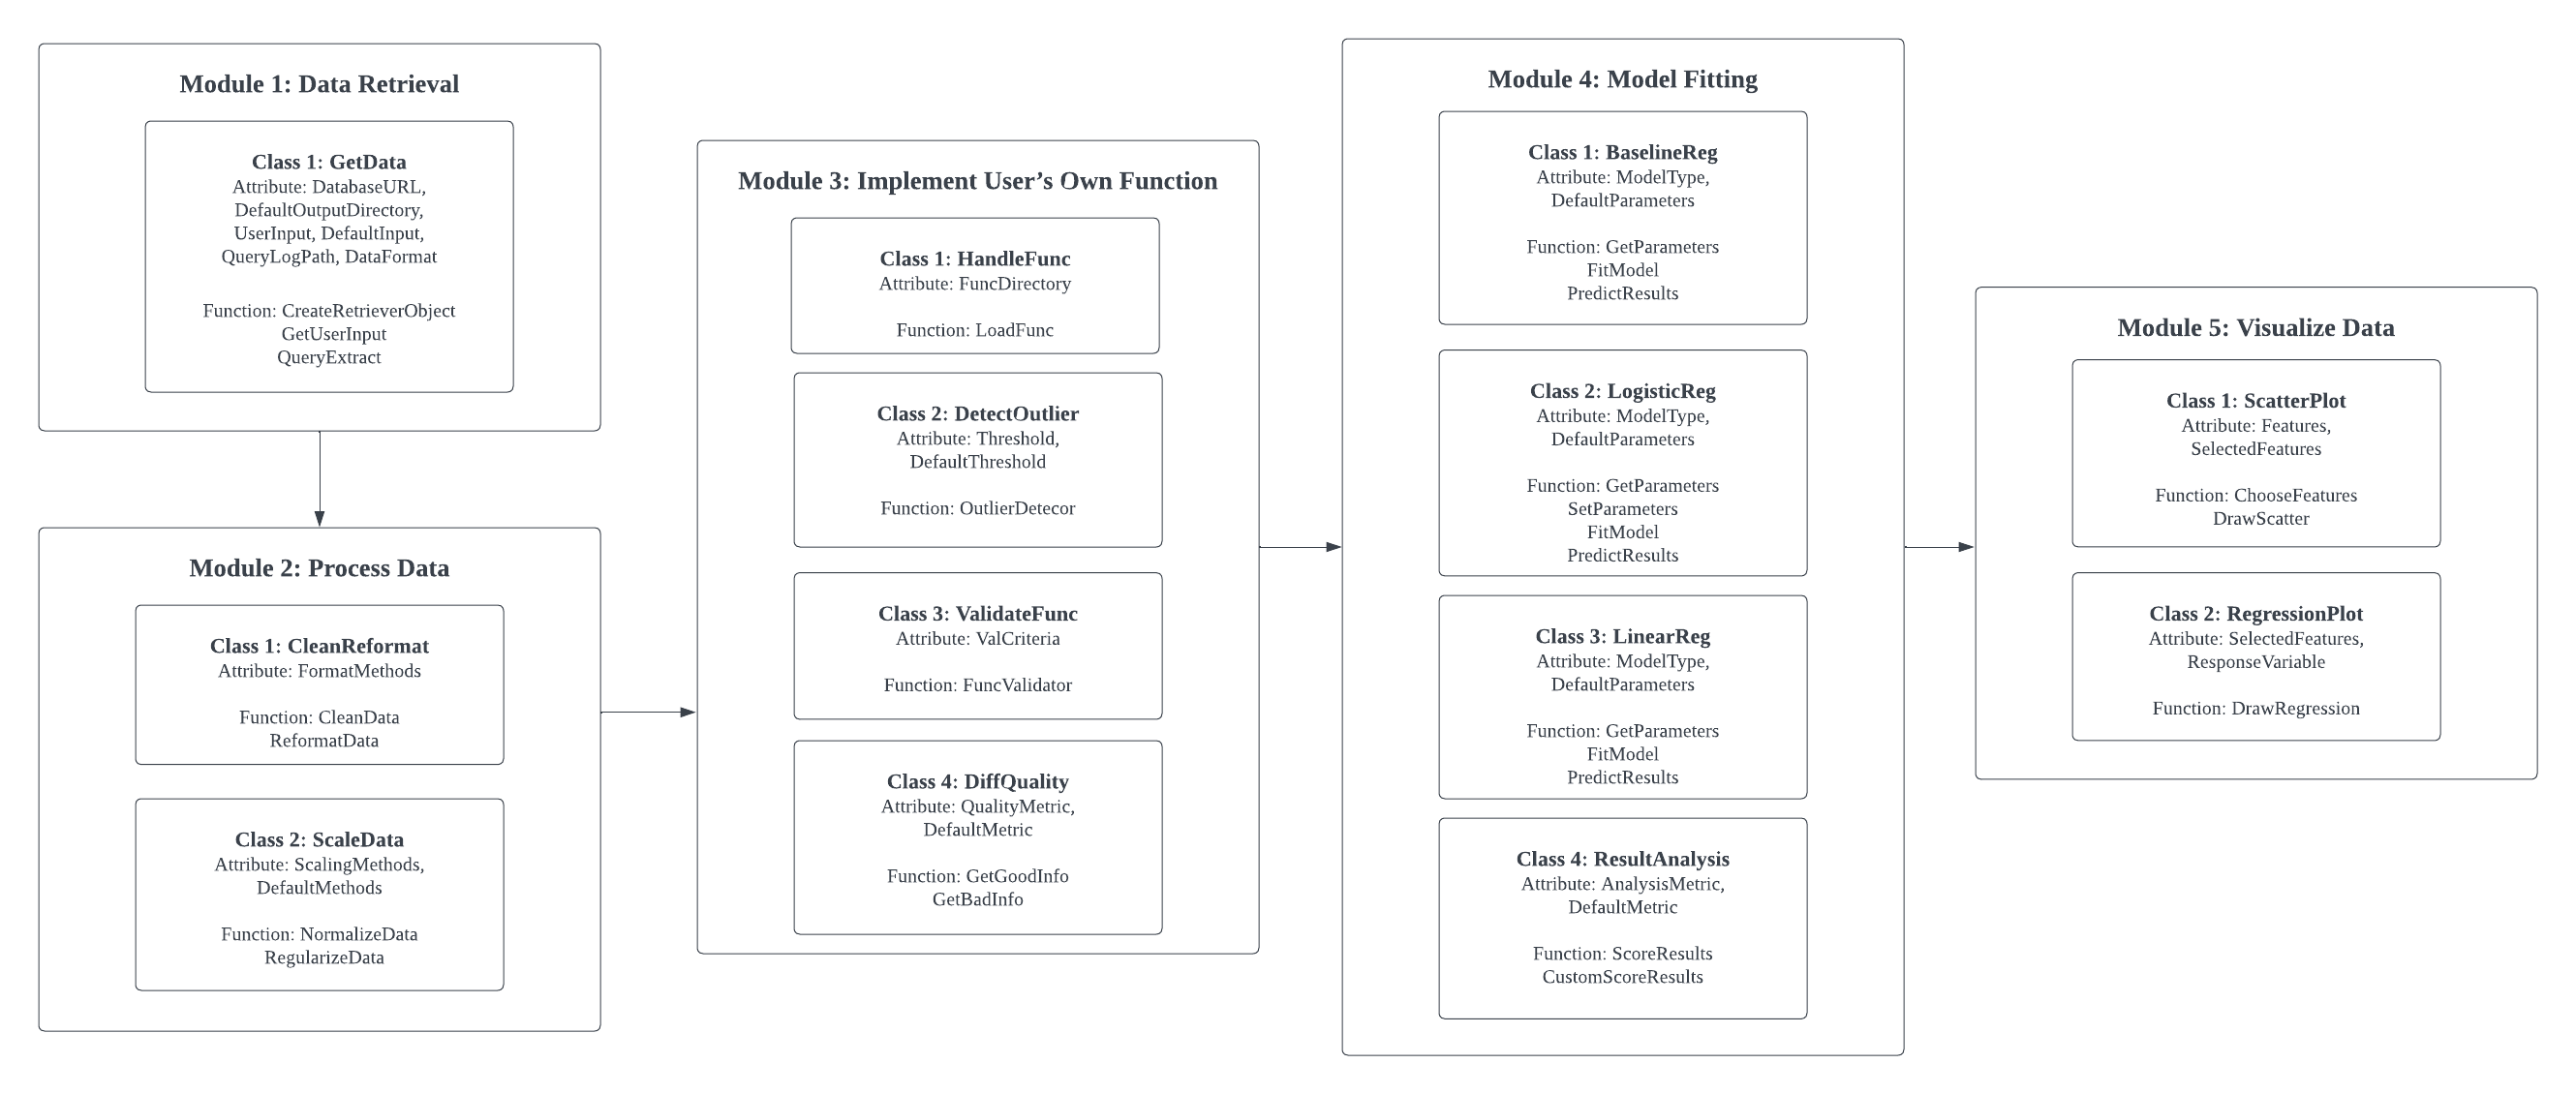 Module 1: Data Retrieval
Class 1: GetData
Attribute: DatabaseURL,
DefaultOutputDirectory,
UserInput, DefaultInput,
QueryLogPath, DataFormat
Function: CreateRetrieverObject
GetUserInput
QueryExtract
Module 2: Process Data
Class 1: CleanReformat
Attribute: FormatMethods
Function: CleanData
ReformatData
Class 2: ScaleData
Attribute: ScalingMethods,
DefaultMethods
Function: NormalizeData
RegularizeData
Module 3: Implement User’s Own Function
Class 1: HandleFunc
Attribute: FuncDirectory
Function: LoadFunc
Class 2: DetectOutlier
Attribute: Threshold,
DefaultThreshold
Function: OutlierDetecor
Class 3: ValidateFunc
Attribute: ValCriteria
Function: FuncValidator
Class 4: DiffQuality
Attribute: QualityMetric,
DefaultMetric
Function: GetGoodInfo
GetBadInfo
Module 4: Model Fitting
Class 1: BaselineReg
Attribute: ModelType,
DefaultParameters
Function: GetParameters
FitModel
PredictResults
Class 2: LogisticReg
Attribute: ModelType,
DefaultParameters
Function: GetParameters
SetParameters
FitModel
PredictResults
Class 3: LinearReg
Attribute: ModelType,
DefaultParameters
Function: GetParameters
FitModel
PredictResults
Class 4: ResultAnalysis
Attribute: AnalysisMetric,
DefaultMetric
Function: ScoreResults
CustomScoreResults
Module 5: Visualize Data
Class 1: ScatterPlot
Attribute: Features,
SelectedFeatures
Function: ChooseFeatures
DrawScatter
Class 2: RegressionPlot
Attribute: SelectedFeatures,
ResponseVariable
Function: DrawRegression